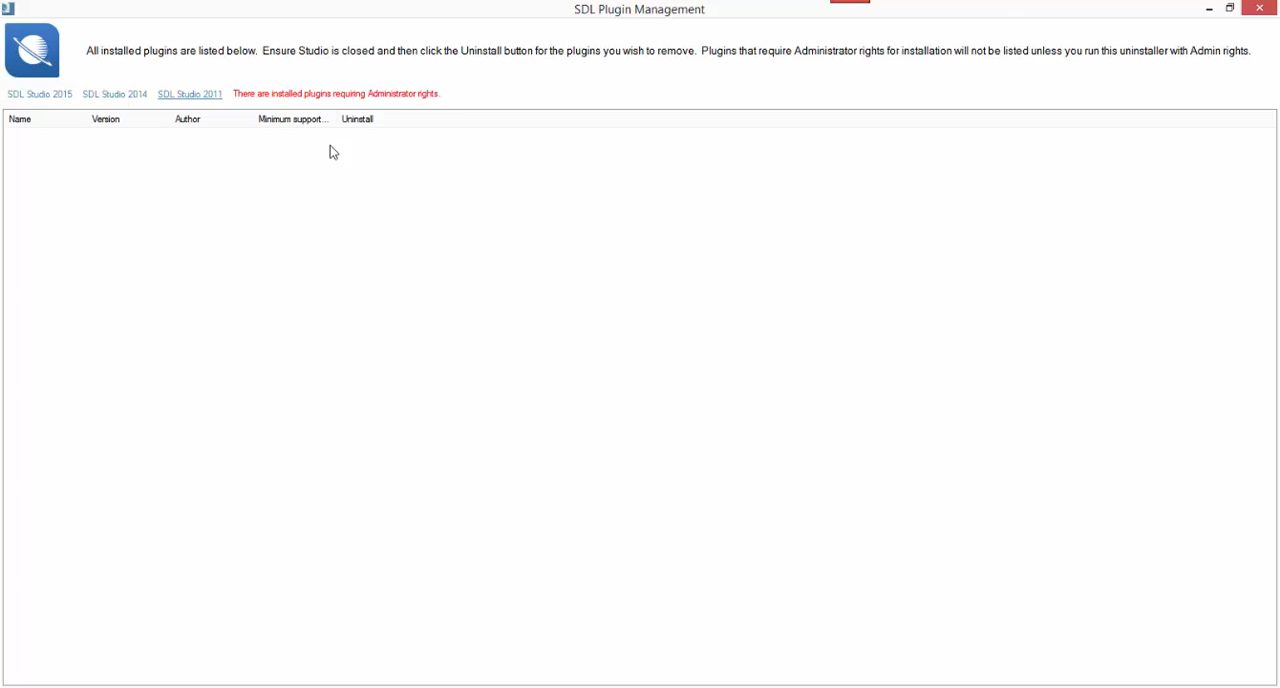 SDL Plugin Management
All installed plugins are listed below. Ensure Studio is closed and then click the Uninstall button for the plugins you wish to remove. Plugins that require Administrator rights for installation will not be listed unless you run this uninstaller with Admin rights.
SDL Studio 2015 SDL Studio 2014 SDL Studio 2011 There are installed plugins requiring Administrator rights.
Name Version Author Minimum support... Uninstall